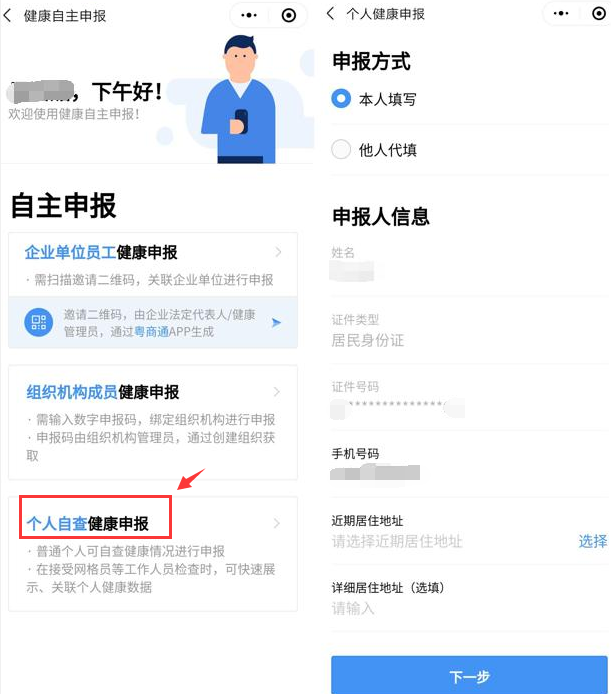 健康自主申报
，下午好！
欢迎使用健康自主申报！
自主申报
企业单位员工健康申报
· 需扫描邀请二维码，关联企业单位进行申报
邀请二维码，由企业法定代表人/健康
管理员，通过粤商通APP生成
组织机构成员健康申报
· 需输入数字申报码，绑定组织机构进行申报
· 申报码由组织机构管理员，通过创建组织获
取
个人自查健康申报
· 普通个人可自查健康情况进行申报
· 在接受网格员等工作人员检查时，可快速展
示、关联个人健康数据
个人健康申报
申报方式
本人填写
他人代填
申报人信息
姓名
证件类型
居民身份证
证件号码
****************
手机号码
近期居住地址
请选择近期居住地址
选择
详细居住地址（选填）
请输入
下一步